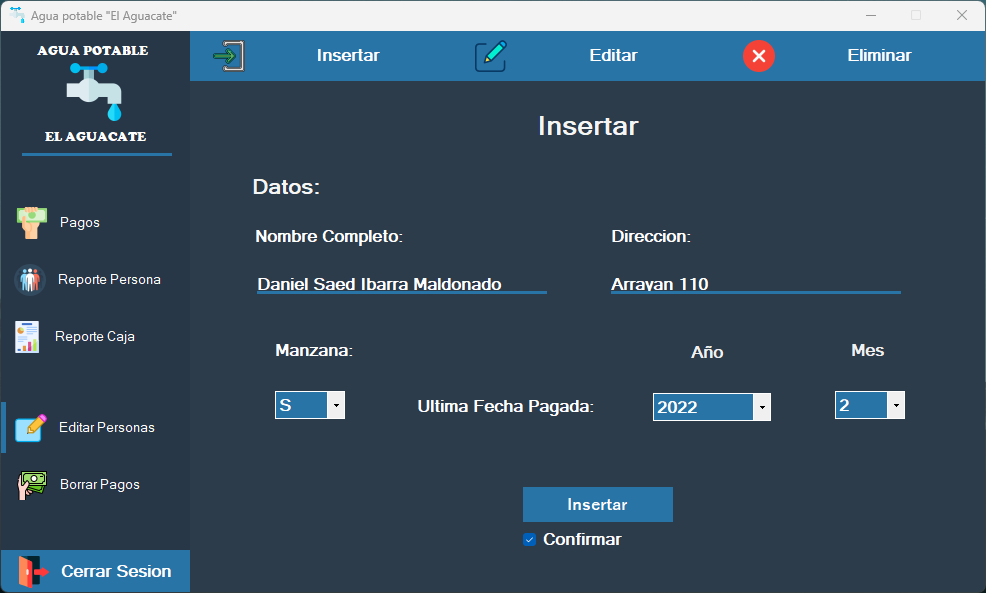 Agua potable "El Aguacate"
AGUA POTABLE
EL AGUACATE
Pagos
Reporte Persona
Reporte Caja
Editar Personas
Borrar Pagos
Cerrar Sesion
Insertar
Editar
Eliminar
Insertar
Datos:
Nombre Completo:
Direccion:
Daniel Saed Ibarra Maldonado
Arrayan 110
Manzana:
Año
Mes
S
Ultima Fecha Pagada:
2022
2
Insertar
Confirmar